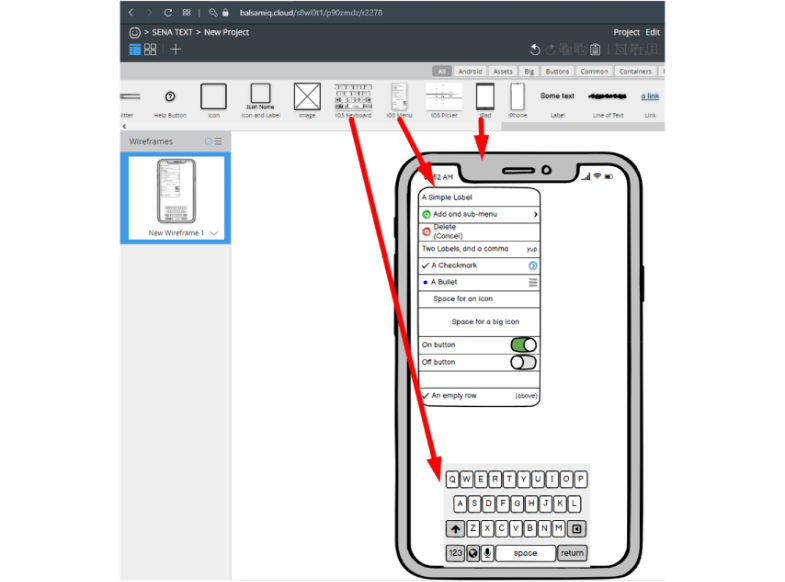 balsamiq.cloud/s8wl0t1/p90zmdz/r2278
> SENA TEXT > New Project
Project Edit
All Android Assets Big Buttons Common Containers
Some text
a link
Icon Name
itter Help Button Icon Icon and Label Image iOS Keyboard iOS Menu iOS Picker iPad iPhone Label Line of Text Link
Wireframes
New Wireframe 1
:52 AM
A Simple Label
Add and sub-menu
Delete
(Cancel)
Two Labels, and a comma yup
A Checkmark
A Bullet
Space for an icon
Space for a big icon
On button
Off button
An empty row (above)
Q W E R T Y U I O P
A S D F G H J K L
Z X C V B N M
123 space return